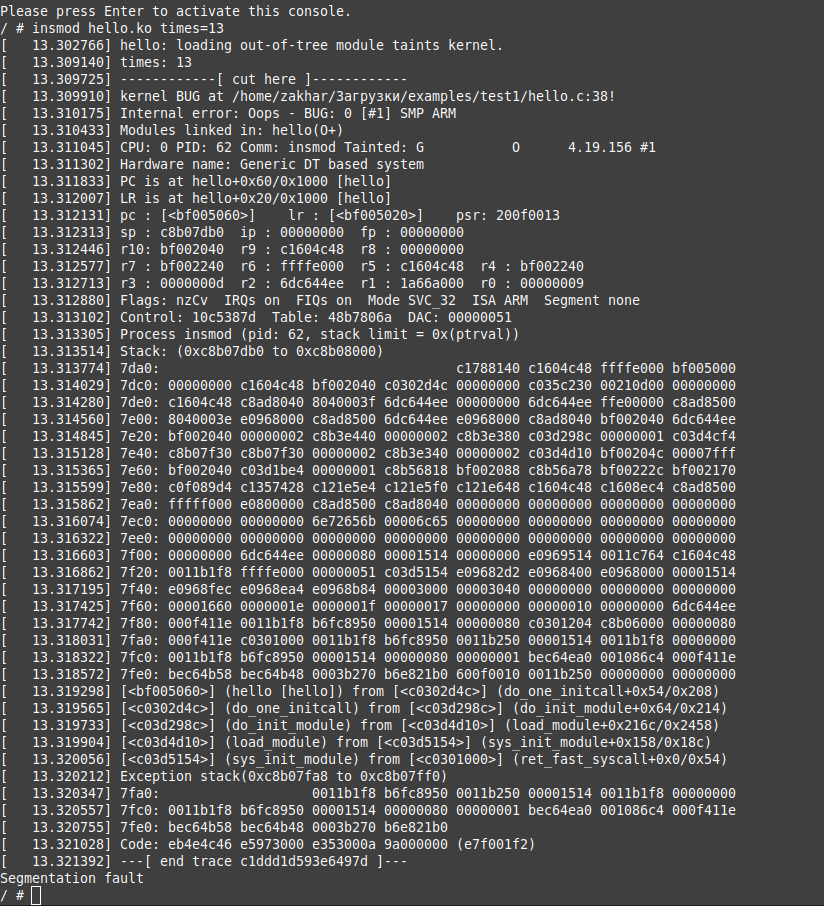 Please press Enter to activate this console.
/ # insmod hello.ko times=13
[   13.302766] hello: loading out-of-tree module taints kernel.
[   13.309140] times: 13
[   13.309725] ------------[ cut here ]------------
[   13.309910] kernel BUG at /home/zakhar/Загрузки/examples/test1/hello.c:38!
[   13.310175] Internal error: Oops - BUG: 0 [#1] SMP ARM
[   13.310433] Modules linked in: hello(O+)
[   13.311045] CPU: 0 PID: 62 Comm: insmod Tainted: G           O      4.19.156 #1
[   13.311302] Hardware name: Generic DT based system
[   13.311833] PC is at hello+0x60/0x1000 [hello]
[   13.312007] LR is at hello+0x20/0x1000 [hello]
[   13.312131] pc : [<bf005060>]    lr : [<bf005020>]    psr: 200f0013
[   13.312313] sp : c8b07db0  ip : 00000000  fp : 00000000
[   13.312446] r10: bf002040  r9 : c1604c48  r8 : 00000000
[   13.312577] r7 : bf002240  r6 : ffffe000  r5 : c1604c48  r4 : bf002240
[   13.312713] r3 : 0000000d  r2 : 6dc644ee  r1 : 1a66a000  r0 : 00000009
[   13.312880] Flags: nzCv  IRQs on  FIQs on  Mode SVC_32  ISA ARM  Segment none
[   13.313102] Control: 10c5387d  Table: 48b7806a  DAC: 00000051
[   13.313305] Process insmod (pid: 62, stack limit = 0x(ptrval))
[   13.313514] Stack: (0xc8b07db0 to 0xc8b08000)
[   13.313774] 7da0:                                     c1788140 c1604c48 ffffe000 bf005000
[   13.314029] 7dc0: 00000000 c1604c48 bf002040 c0302d4c 00000000 c035c230 00210d00 00000000
[   13.314280] 7de0: c1604c48 c8ad8040 8040003f 6dc644ee 00000000 6dc644ee ffe00000 c8ad8500
[   13.314560] 7e00: 8040003e e0968000 c8ad8500 6dc644ee e0968000 c8ad8040 bf002040 6dc644ee
[   13.314845] 7e20: bf002040 00000002 c8b3e440 00000002 c8b3e380 c03d298c 00000001 c03d4cf4
[   13.315128] 7e40: c8b07f30 c8b07f30 00000002 c8b3e340 00000002 c03d4d10 bf00204c 00007fff
[   13.315365] 7e60: bf002040 c03d1be4 00000001 c8b56818 bf002088 c8b56a78 bf00222c bf002170
[   13.315599] 7e80: c0f089d4 c1357428 c121e5e4 c121e5f0 c121e648 c1604c48 c1608ec4 c8ad8500
[   13.315862] 7ea0: fffff000 e0800000 c8ad8500 c8ad8040 00000000 00000000 00000000 00000000
[   13.316074] 7ec0: 00000000 00000000 6e72656b 00006c65 00000000 00000000 00000000 00000000
[   13.316322] 7ee0: 00000000 00000000 00000000 00000000 00000000 00000000 00000000 00000000
[   13.316603] 7f00: 00000000 6dc644ee 00000080 00001514 00000000 e0969514 0011c764 c1604c48
[   13.316862] 7f20: 0011b1f8 ffffe000 00000051 c03d5154 e09682d2 e0968400 e0968000 00001514
[   13.317195] 7f40: e0968fec e0968ea4 e0968b84 00003000 00003040 00000000 00000000 00000000
[   13.317425] 7f60: 00001660 0000001e 0000001f 00000017 00000000 00000010 00000000 6dc644ee
[   13.317742] 7f80: 000f411e 0011b1f8 b6fc8950 00001514 00000080 c0301204 c8b06000 00000080
[   13.318031] 7fa0: 000f411e c0301000 0011b1f8 b6fc8950 0011b250 00001514 0011b1f8 00000000
[   13.318322] 7fc0: 0011b1f8 b6fc8950 00001514 00000080 00000001 bec64ea0 001086c4 000f411e
[   13.318572] 7fe0: bec64b58 bec64b48 0003b270 b6e821b0 600f0010 0011b250 00000000 00000000
[   13.319298] [<bf005060>] (hello [hello]) from [<c0302d4c>] (do_one_initcall+0x54/0x208)
[   13.319565] [<c0302d4c>] (do_one_initcall) from [<c03d298c>] (do_init_module+0x64/0x214)
[   13.319733] [<c03d298c>] (do_init_module) from [<c03d4d10>] (load_module+0x216c/0x2458)
[   13.319904] [<c03d4d10>] (load_module) from [<c03d5154>] (sys_init_module+0x158/0x18c)
[   13.320056] [<c03d5154>] (sys_init_module) from [<c0301000>] (ret_fast_syscall+0x0/0x54)
[   13.320212] Exception stack(0xc8b07fa8 to 0xc8b07ff0)
[   13.320347] 7fa0:                   0011b1f8 b6fc8950 0011b250 00001514 0011b1f8 00000000
[   13.320557] 7fc0: 0011b1f8 b6fc8950 00001514 00000080 00000001 bec64ea0 001086c4 000f411e
[   13.320755] 7fe0: bec64b58 bec64b48 0003b270 b6e821b0
[   13.321028] Code: eb4e4c46 e5973000 e353000a 9a000000 (e7f001f2)
[   13.321392] ---[ end trace c1ddd1d593e6497d ]---
Segmentation fault
/ #